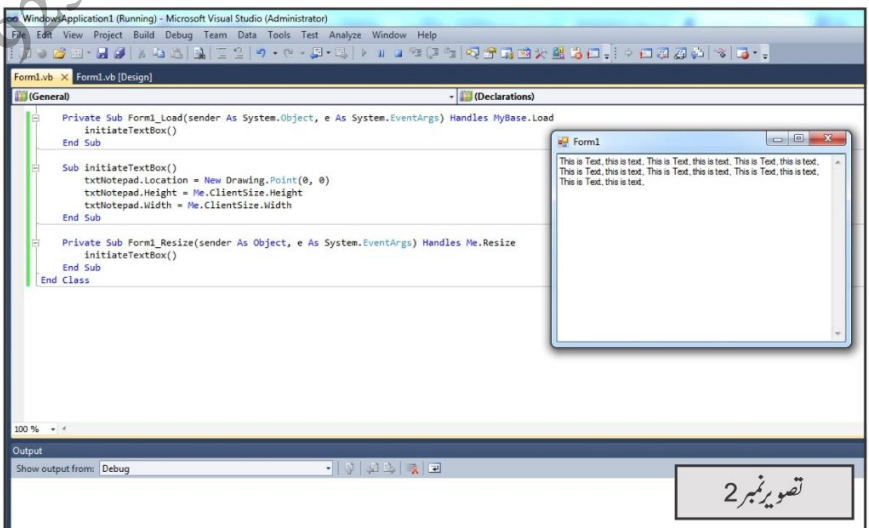 WindowsApplication1 (Running) - Microsoft Visual Studio (Administrator)
File Edit View Project Build Debug Team Data Tools Test Analyze Window Help
Form1.vb Form1.vb [Design]
(General) (Declarations)
Private Sub Form1_Load(sender As System.Object, e As System.EventArgs) Handles MyBase.Load
initiateTextBox()
End Sub
Sub initiateTextBox()
txtNotepad.Location = New Drawing.Point(0, 0)
txtNotepad.Height = Me.ClientSize.Height
txtNotepad.Width = Me.ClientSize.Width
End Sub
Private Sub Form1_Resize(sender As Object, e As System.EventArgs) Handles Me.Resize
initiateTextBox()
End Sub
End Class
Form1
This is Text, this is text, This is Text, this is text, This is Text, this is text,
This is Text, this is text, This is Text, this is text, This is Text, this is text,
This is Text, this is text,
100 %
Output
Show output from: Debug
تصویر نمبر 2